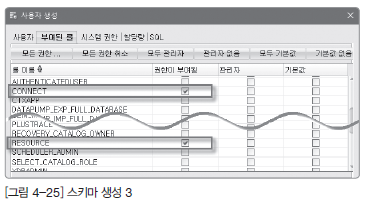 사용자 생성
사용자 부여된 롤 시스템 권한 할당량 SQL
모든 권한 ... 모든 권한 취소 모두 관리자 관리자 없음 모두 기본값 기본값 없음
롤 이름 권한이 부여됨 관리자 기본값
AUTHENTICATEDUSER
CONNECT
CTXAPP
DATAPUMP_EXP_FULL_DATABASE
PLUSTRACE
RECOVERY_CATALOG_OWNER
RESOURCE
SCHEDULER_ADMIN
SELECT_CATALOG_ROLE
XDBADMIN
[그림 4-25] 스키마 생성 3